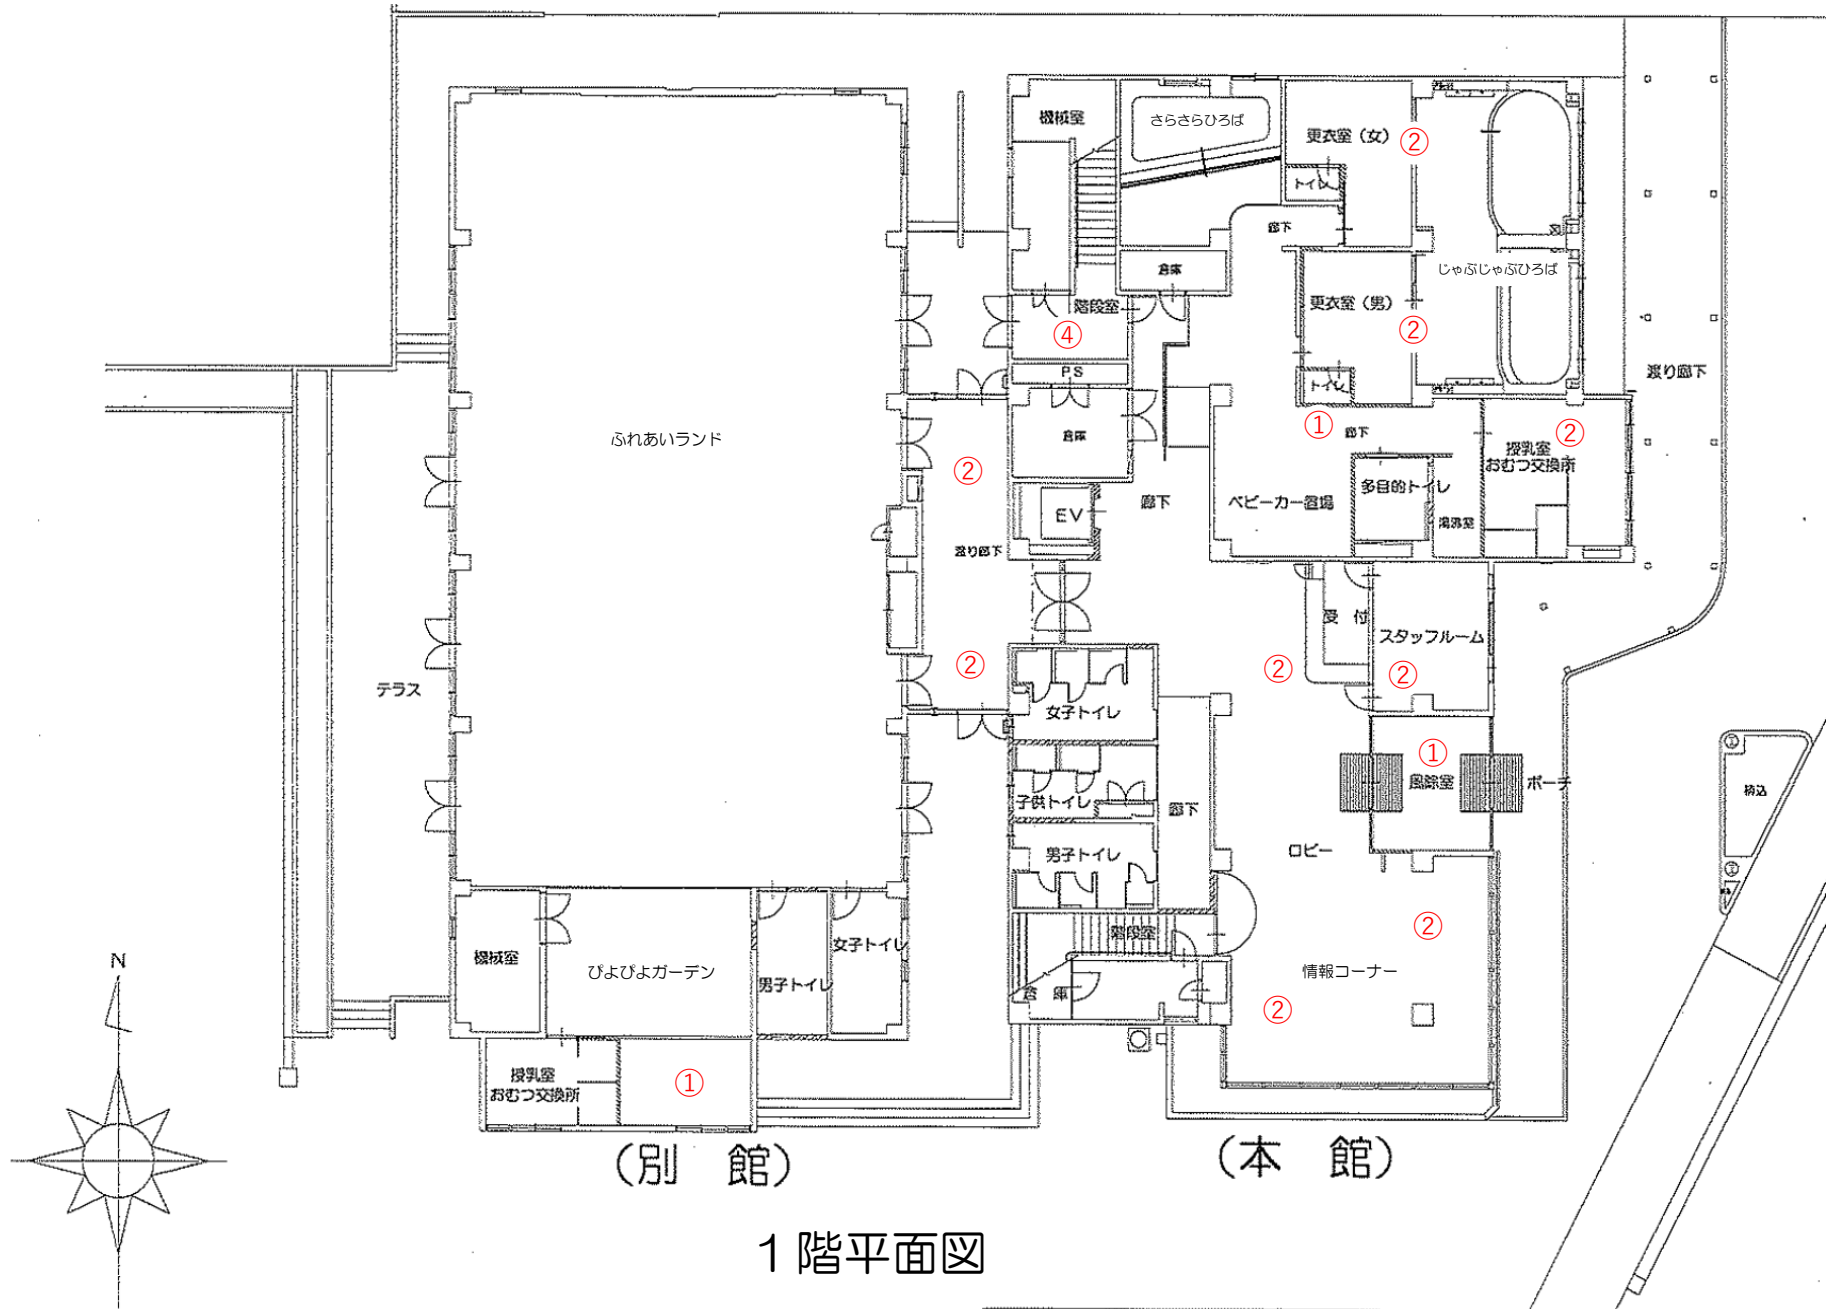 機械室
さらさらひろば
更衣室（女）
②
トイレ
廊下
倉庫
じゃぶじゃぶひろば
更衣室（男）
②
階段室
④
PS
トイレ
渡り廊下
ふれあいランド
倉庫
①
廊下
②
授乳室
おむつ交換所
②
多目的トイレ
ベビーカー置場
廊下
EV
湯沸室
渡り廊下
受付
スタッフルーム
②
②
②
テラス
女子トイレ
①
風除室
ポーチ
植込
子供トイレ
廊下
男子トイレ
ロビー
②
階段室
女子トイレ
機械室
ぴよぴよガーデン
男子トイレ
情報コーナー
倉庫
②
N
授乳室
おむつ交換所
①
（別　館）
（本　館）
１階平面図